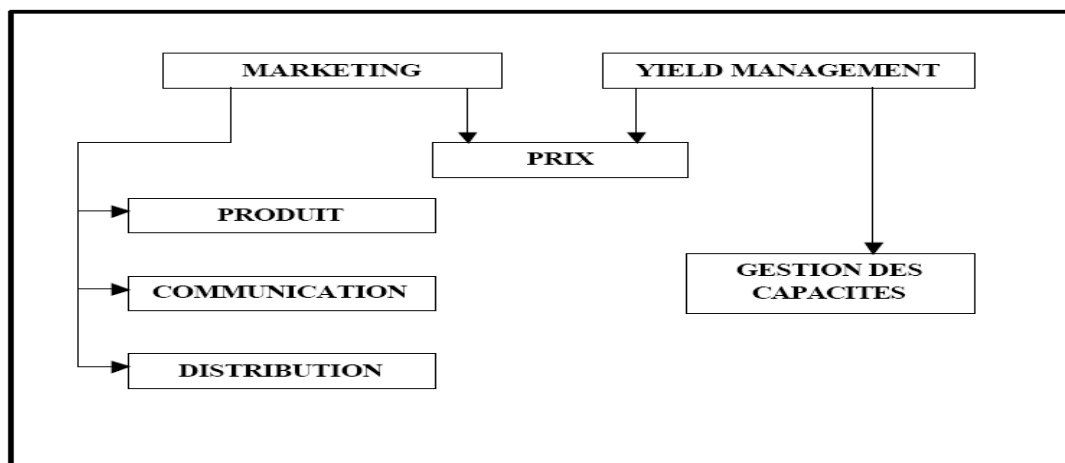 MARKETING
YIELD MANAGEMENT
PRIX
PRODUIT
COMMUNICATION
DISTRIBUTION
GESTION DES
CAPACITES